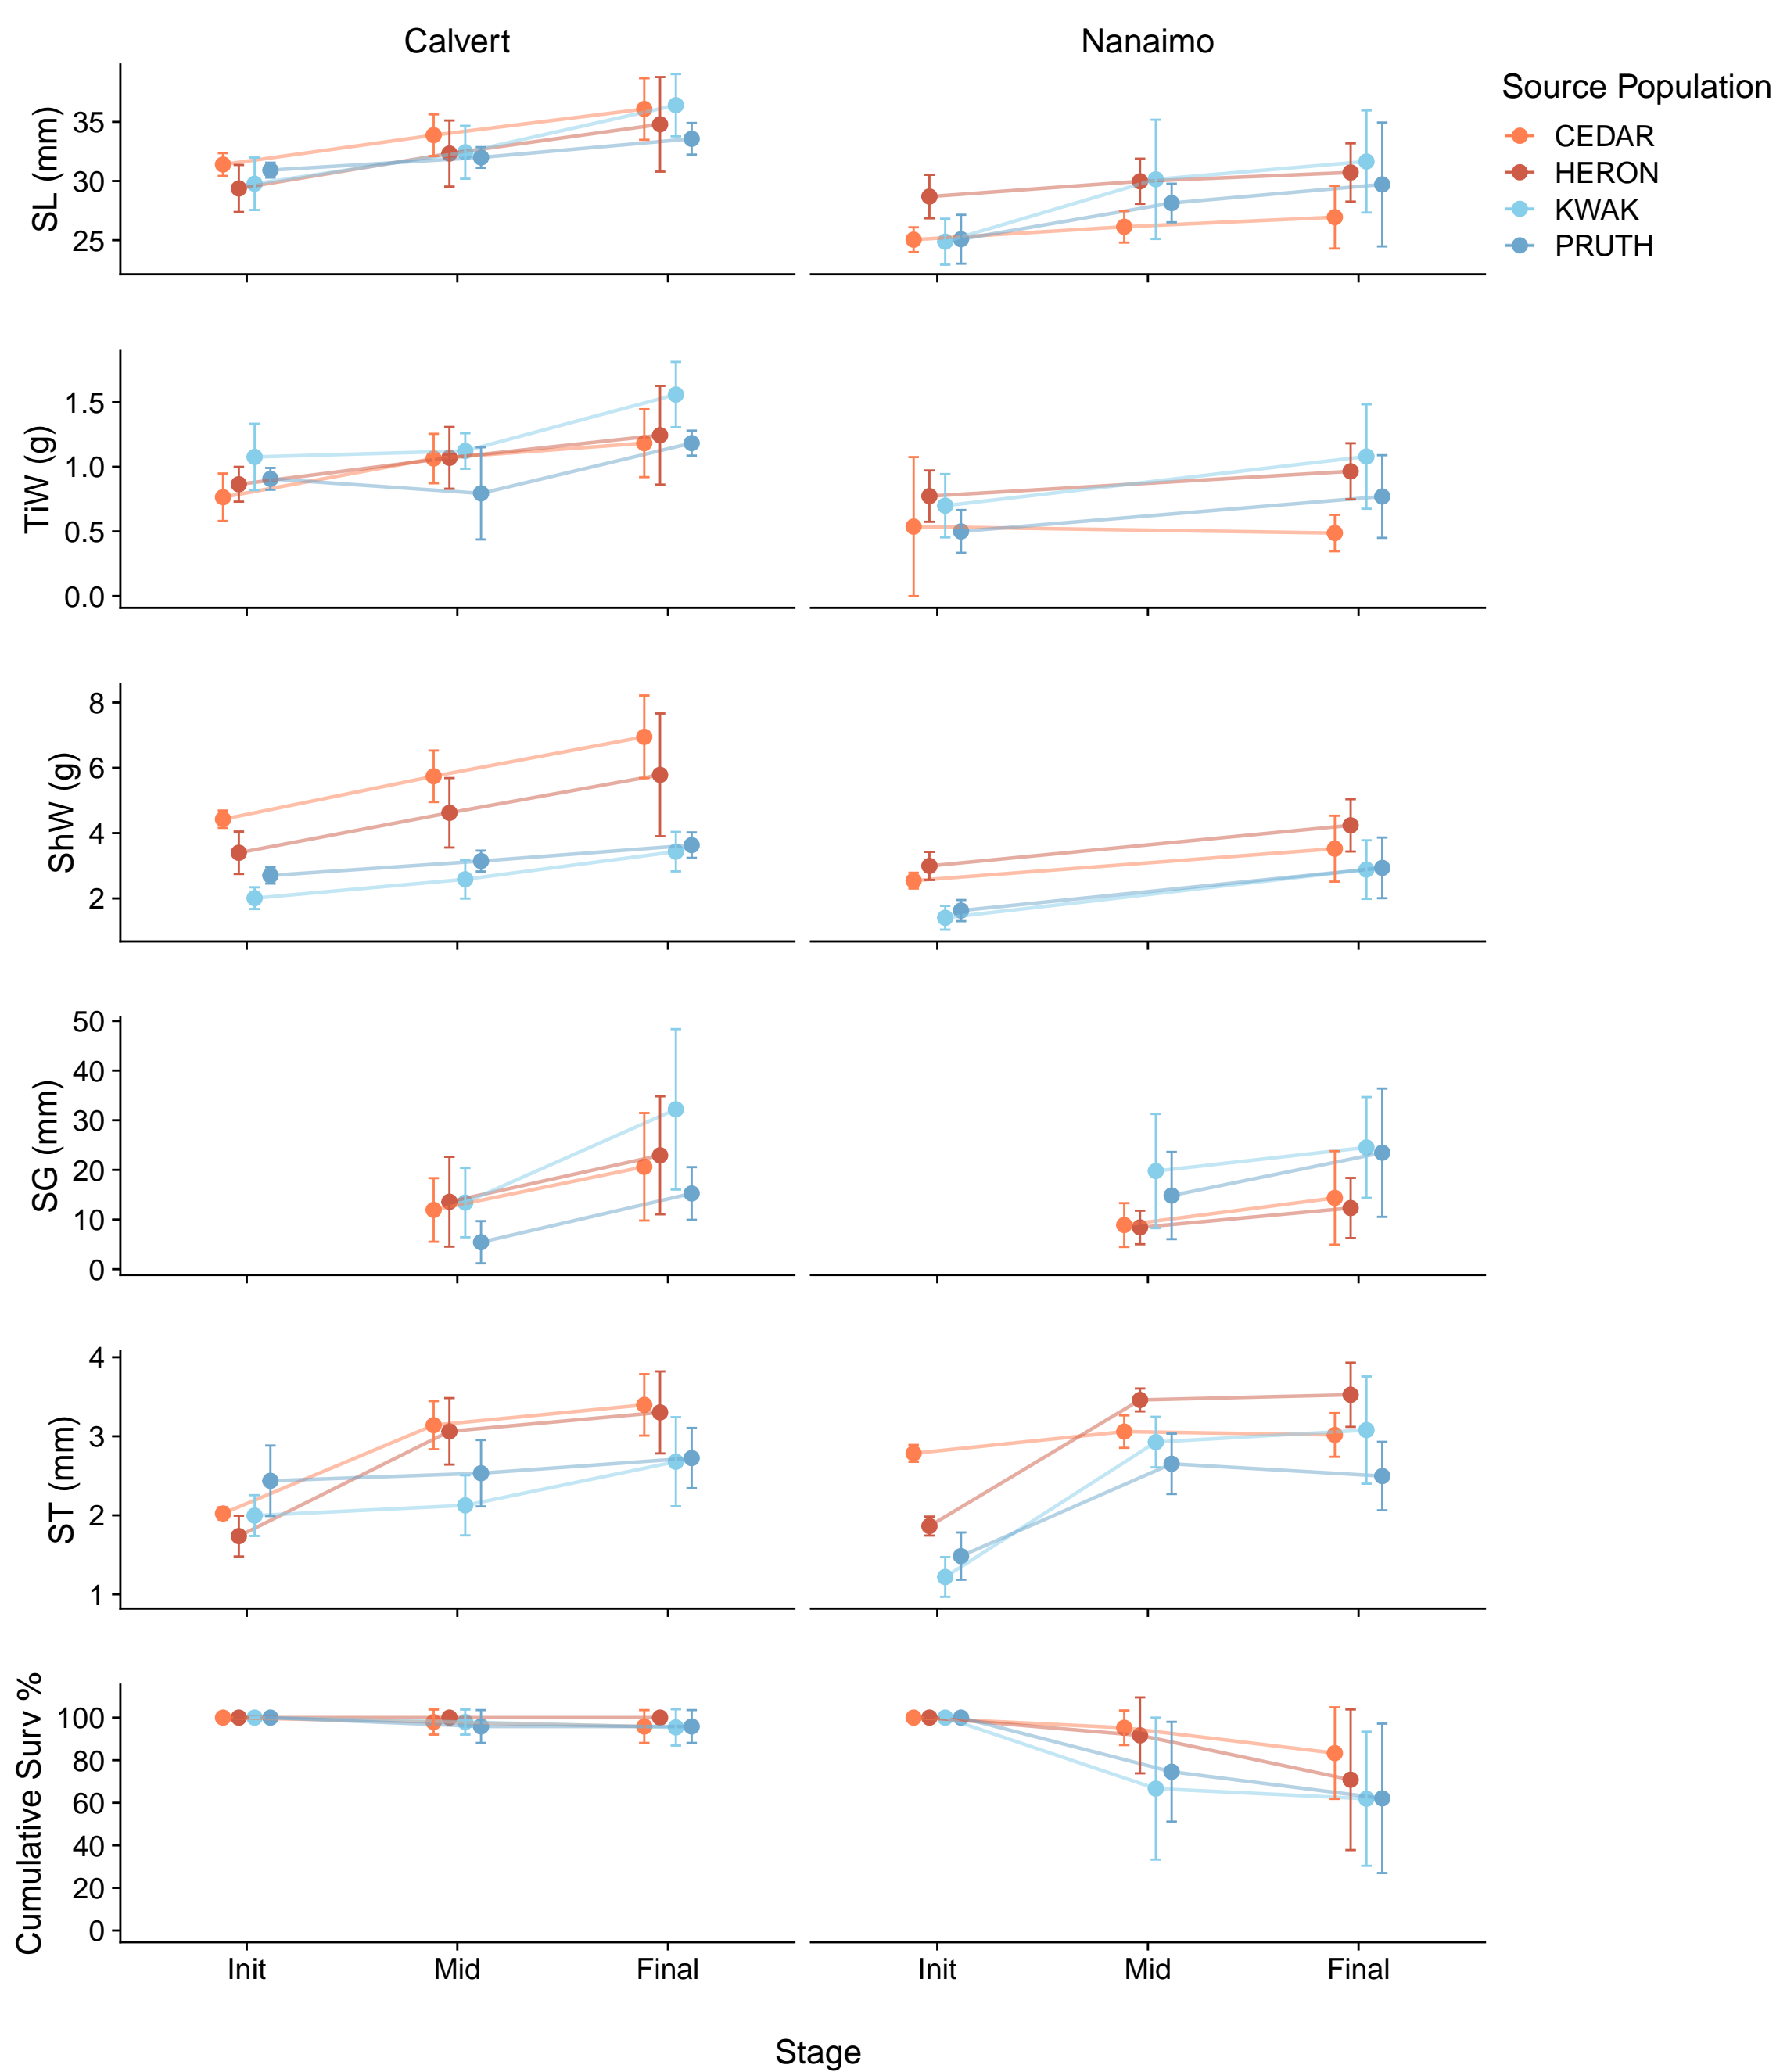 Calvert
Nanaimo
Source Population
CEDAR
HERON
KWAK
PRUTH
SL (mm)
35
30
25
TiW (g)
1.5
1.0
0.5
0.0
ShW (g)
8
6
4
2
SG (mm)
50
40
30
20
10
0
ST (mm)
4
3
2
1
Cumulative Surv %
100
80
60
40
20
0
Init
Mid
Final
Init
Mid
Final
Stage